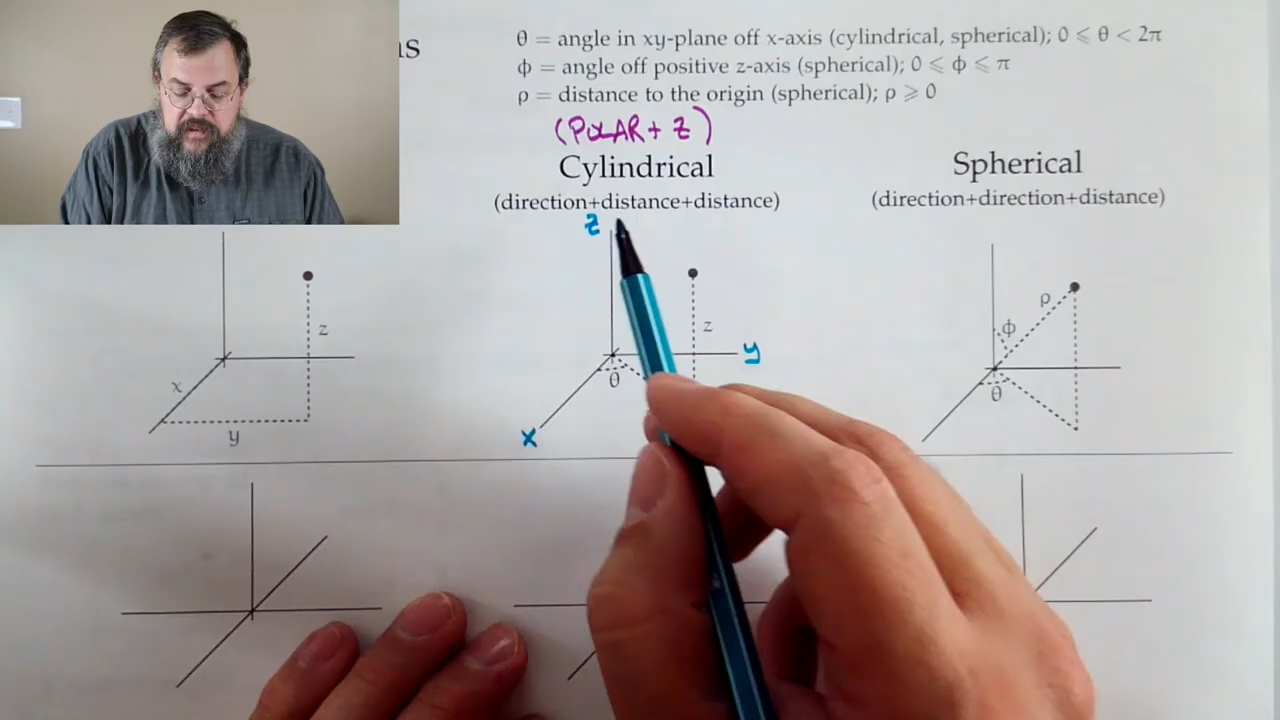 θ = angle in xy-plane off x-axis (cylindrical, spherical); 0 ⩽ θ < 2π
ϕ = angle off positive z-axis (spherical); 0 ⩽ ϕ ⩽ π
ρ = distance to the origin (spherical); ρ ⩾ 0
(POLAR + z)
Cylindrical
(direction+distance+distance)
Spherical
(direction+direction+distance)
z
x
y
z
z
y
θ
x
ρ
ϕ
θ